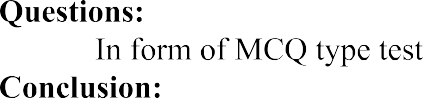 Questions:
In form of MCQ type test
Conclusion: